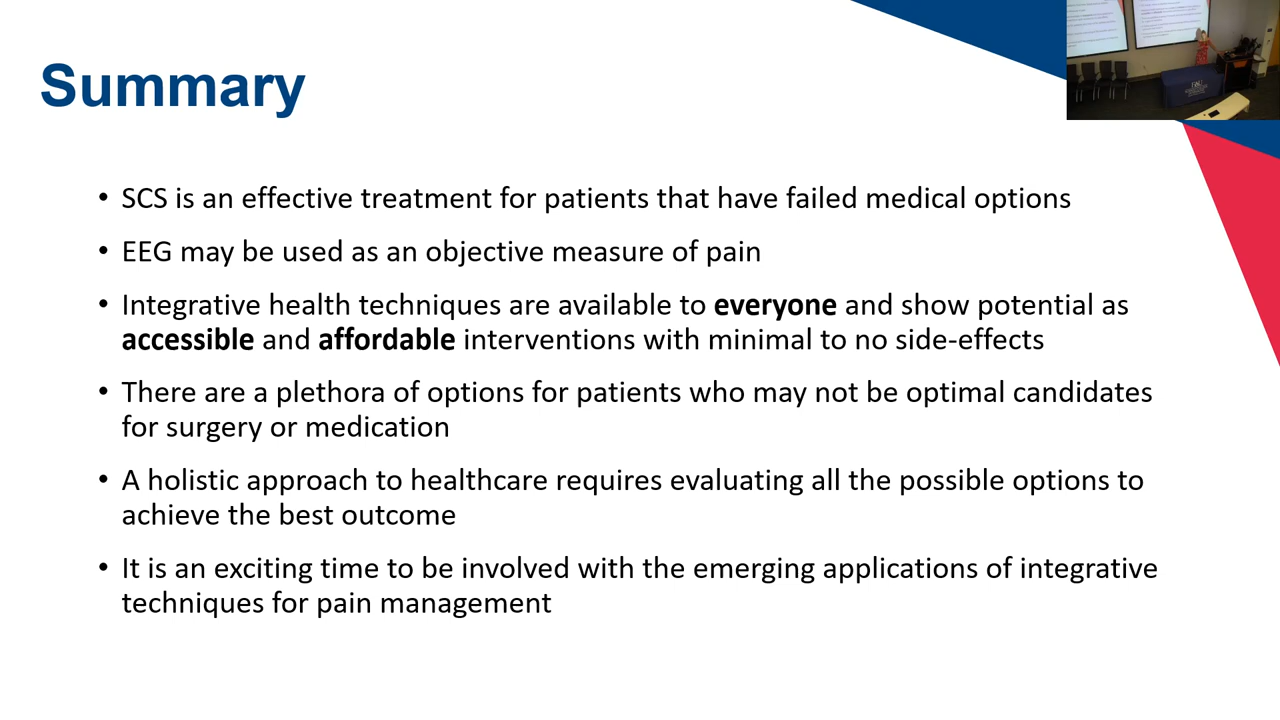 Summary
• SCS is an effective treatment for patients that have failed medical options
• EEG may be used as an objective measure of pain
• Integrative health techniques are available to everyone and show potential as
accessible and affordable interventions with minimal to no side-effects
• There are a plethora of options for patients who may not be optimal candidates
for surgery or medication
• A holistic approach to healthcare requires evaluating all the possible options to
achieve the best outcome
• It is an exciting time to be involved with the emerging applications of integrative
techniques for pain management